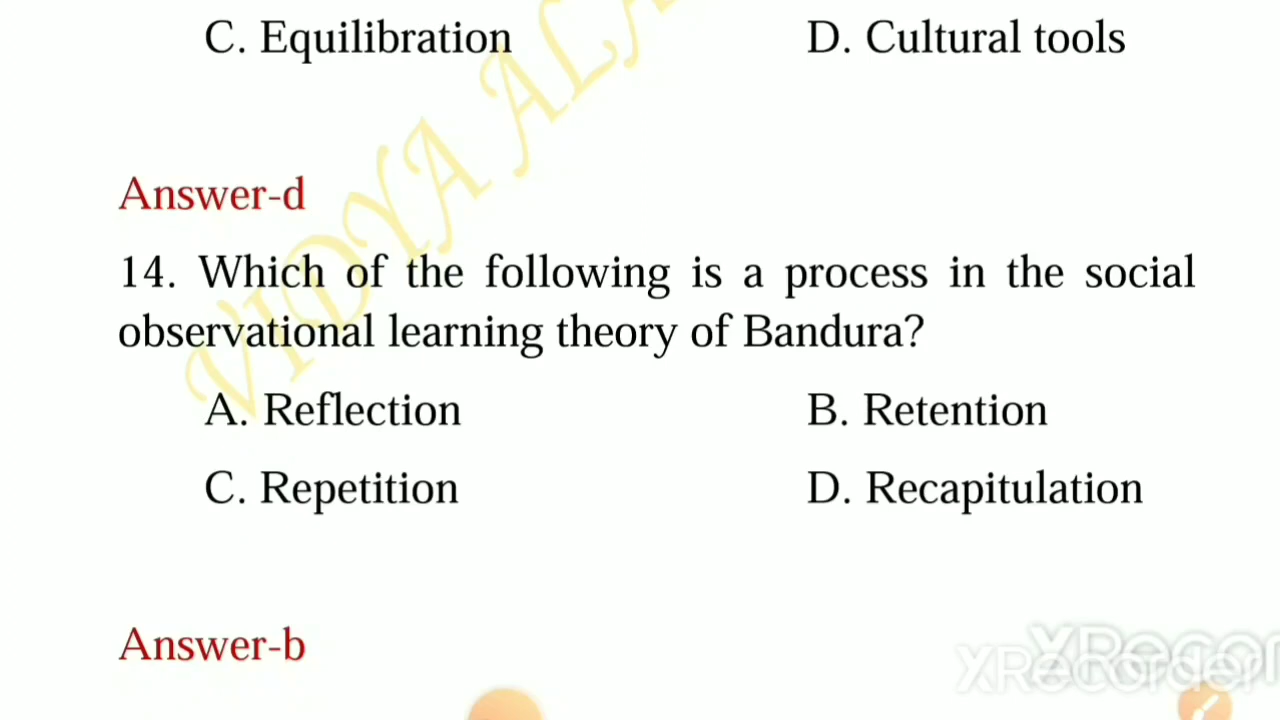 C. Equilibration D. Cultural tools
Answer-d
14. Which of the following is a process in the social
observational learning theory of Bandura?
A. Reflection B. Retention
C. Repetition D. Recapitulation
Answer-b
VIDYA ALA
XRecorder
XRecor